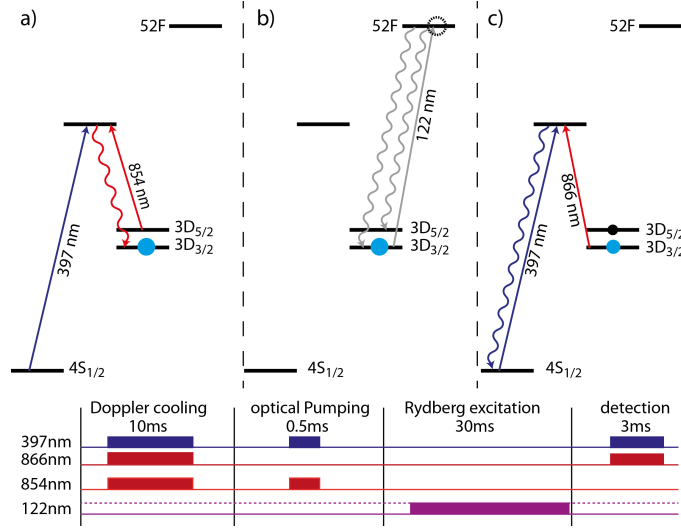 a) 52F b) 52F c) 52F
122 nm
854 nm
866 nm
3D5/2 3D5/2 3D5/2
3D3/2 3D3/2 3D3/2
397 nm 397 nm
4S1/2 4S1/2 4S1/2
Doppler cooling optical Pumping Rydberg excitation detection
10ms 0.5ms 30ms 3ms
397nm
866nm
854nm
122nm